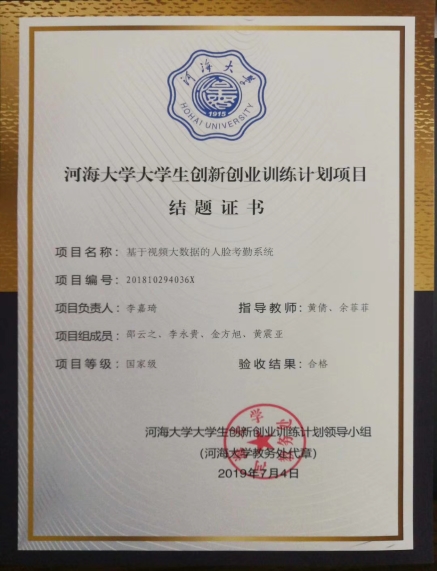 河海大学
1915
HOHAI UNIVERSITY
河海大学大学生创新创业训练计划项目
结题证书
项目名称：基于视频大数据的人脸考勤系统
项目编号：201810294036X
项目负责人：李嘉琦 指导教师：黄倩、余菲菲
项目组成员：邵云之、李永贵、金方旭、黄震亚
项目等级：国家级 验收结果：合格
河海大学大学生创新创业训练计划领导小组
（河海大学教务处代章）
2019年7月4日